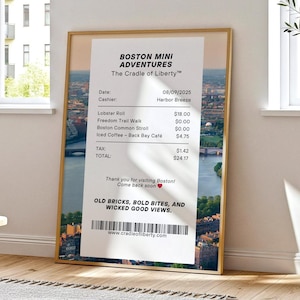 BOSTON MINI
ADVENTURES
The Cradle of Liberty™
Date: 08/07/2025
Cashier: Harbor Breeze
Lobster Roll $18.00
Freedom Trail Walk $0.00
Boston Common Stroll $0.00
Iced Coffee – Back Bay Café $4.75
TAX: $1.42
TOTAL: $24.17
Thank you for visiting Boston!
Come back soon ❤
OLD BRICKS, BOLD BITES, AND
WICKED GOOD VIEWS.
www.cradleofliberty.com